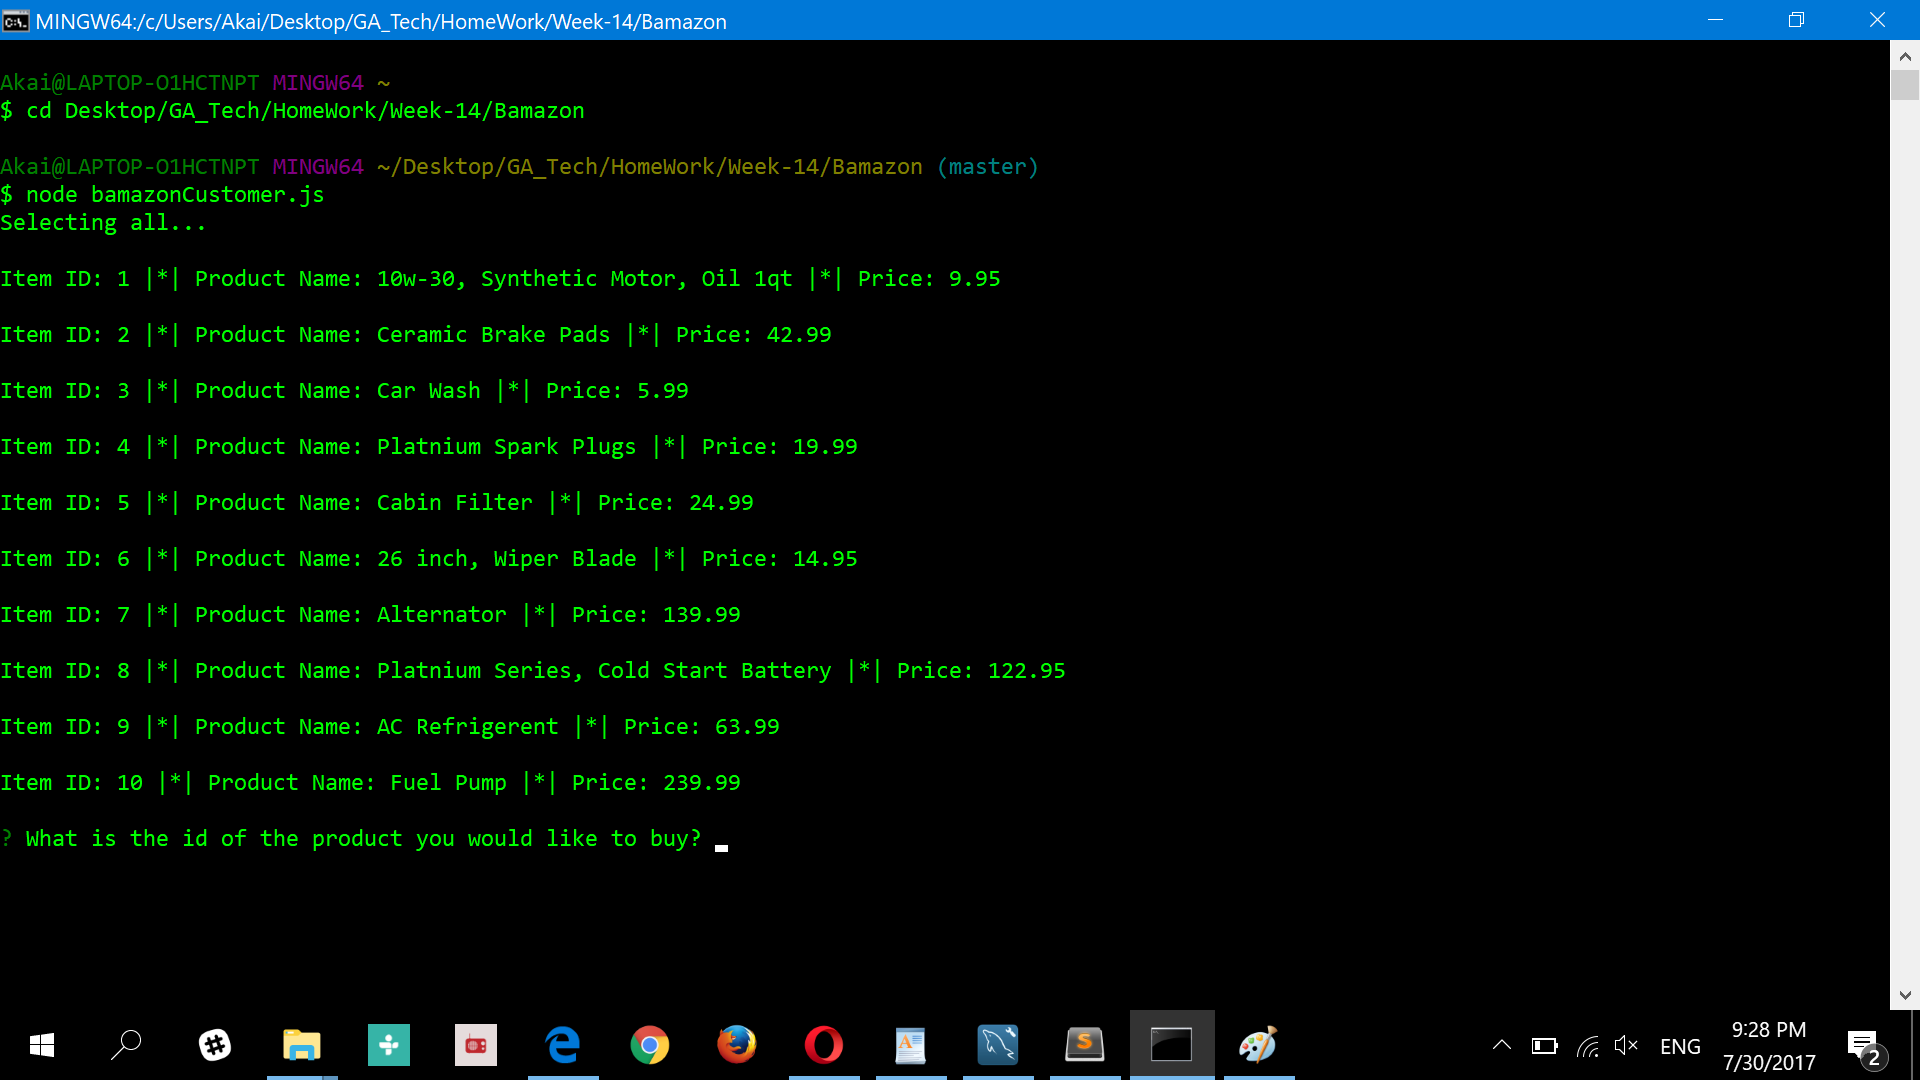 MINGW64:/c/Users/Akai/Desktop/GA_Tech/HomeWork/Week-14/Bamazon
Akai@LAPTOP-O1HCTNPT MINGW64 ~
$ cd Desktop/GA_Tech/HomeWork/Week-14/Bamazon
Akai@LAPTOP-O1HCTNPT MINGW64 ~/Desktop/GA_Tech/HomeWork/Week-14/Bamazon (master)
$ node bamazonCustomer.js
Selecting all...
Item ID: 1 |*| Product Name: 10w-30, Synthetic Motor, Oil 1qt |*| Price: 9.95
Item ID: 2 |*| Product Name: Ceramic Brake Pads |*| Price: 42.99
Item ID: 3 |*| Product Name: Car Wash |*| Price: 5.99
Item ID: 4 |*| Product Name: Platnium Spark Plugs |*| Price: 19.99
Item ID: 5 |*| Product Name: Cabin Filter |*| Price: 24.99
Item ID: 6 |*| Product Name: 26 inch, Wiper Blade |*| Price: 14.95
Item ID: 7 |*| Product Name: Alternator |*| Price: 139.99
Item ID: 8 |*| Product Name: Platnium Series, Cold Start Battery |*| Price: 122.95
Item ID: 9 |*| Product Name: AC Refrigerent |*| Price: 63.99
Item ID: 10 |*| Product Name: Fuel Pump |*| Price: 239.99
? What is the id of the product you would like to buy?
ENG
9:28 PM
7/30/2017
2